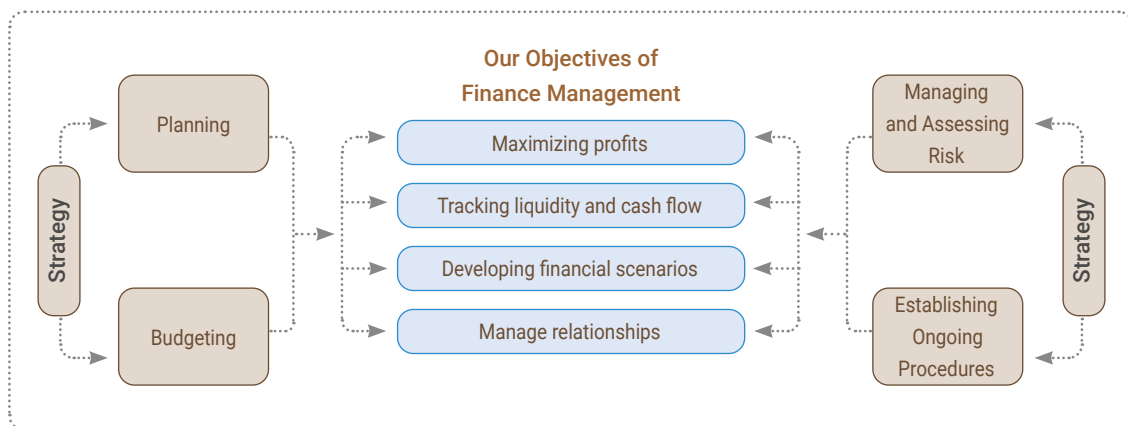 Our Objectives of
Finance Management
Strategy
Planning
Budgeting
Maximizing profits
Tracking liquidity and cash flow
Developing financial scenarios
Manage relationships
Managing
and Assessing
Risk
Establishing
Ongoing
Procedures
Strategy